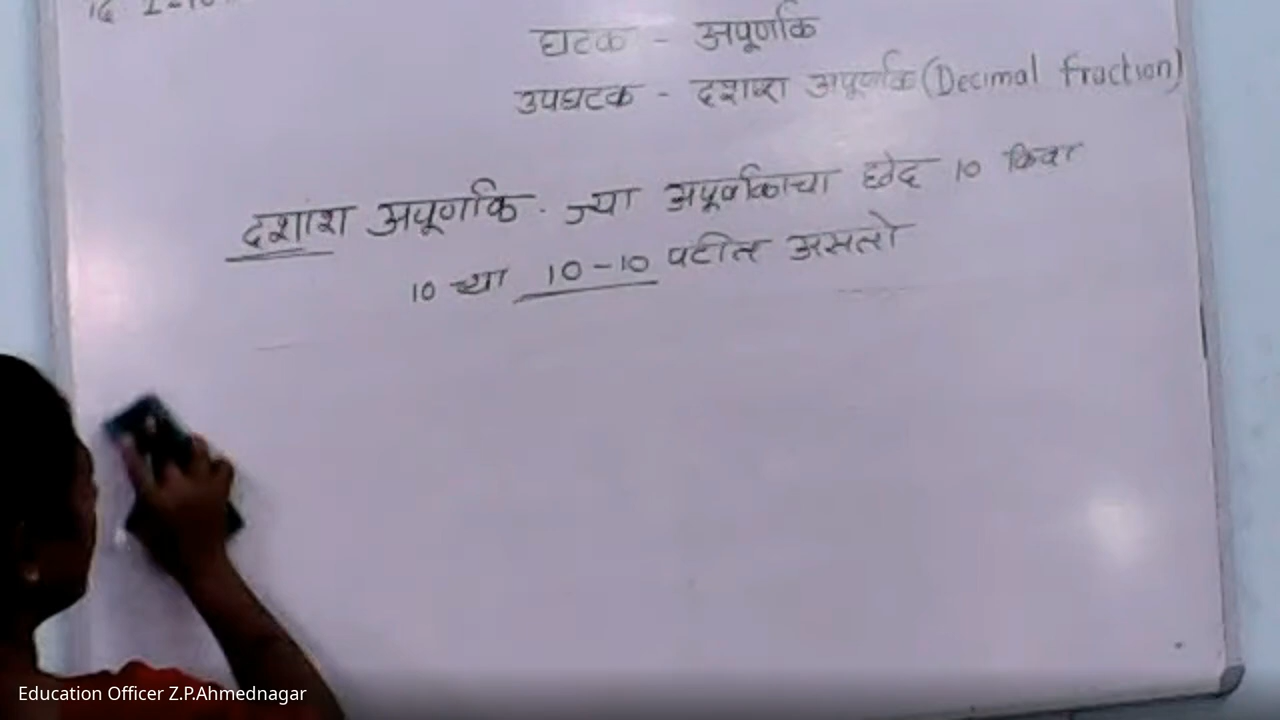 घटक - अपूर्णांक
उपघटक - दशांश अपूर्णांक (Decimal fraction)
दशांश अपूर्णांक . ज्या अपूर्णांकाचा छेद 10 किंवा
10 च्या 10-10 पटीत असतो
Education Officer Z.P.Ahmednagar